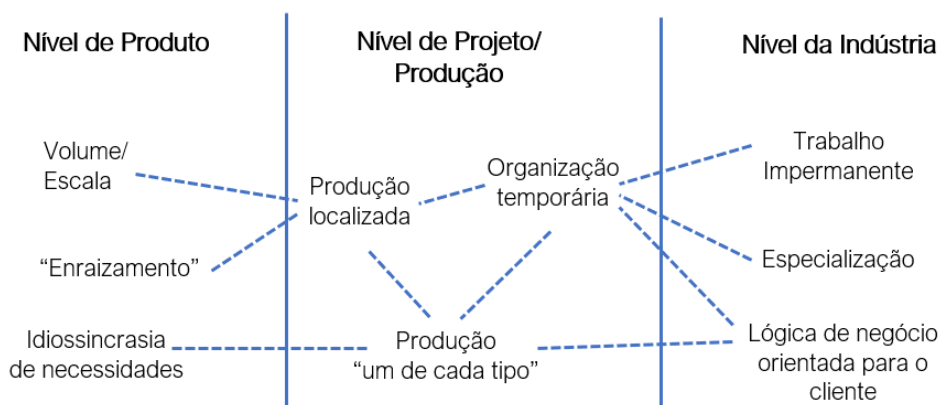 Nível de Produto
Nível de Projeto/
Produção
Nível da Indústria
Volume/
Escala
"Enraizamento"
Idiossincrasia
de necessidades
Produção
localizada
Organização
temporária
Produção
"um de cada tipo"
Trabalho
Impermanente
Especialização
Lógica de negócio
orientada para o
cliente